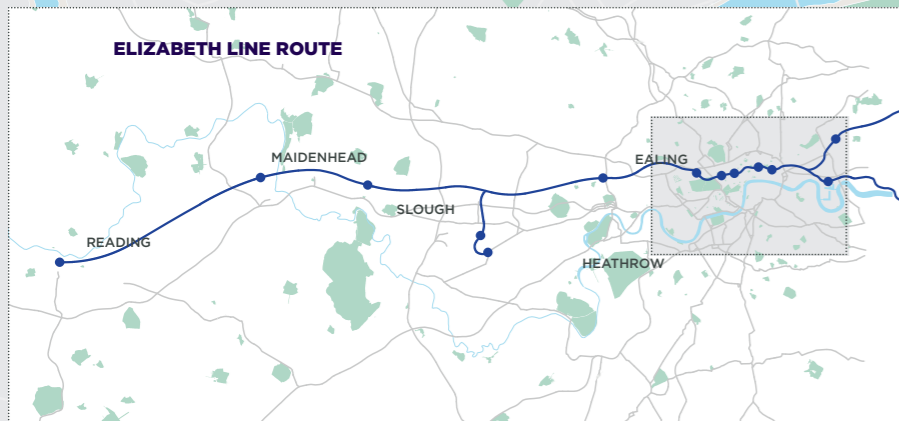 ELIZABETH LINE ROUTE
MAIDENHEAD
EALING
SLOUGH
READING
HEATHROW